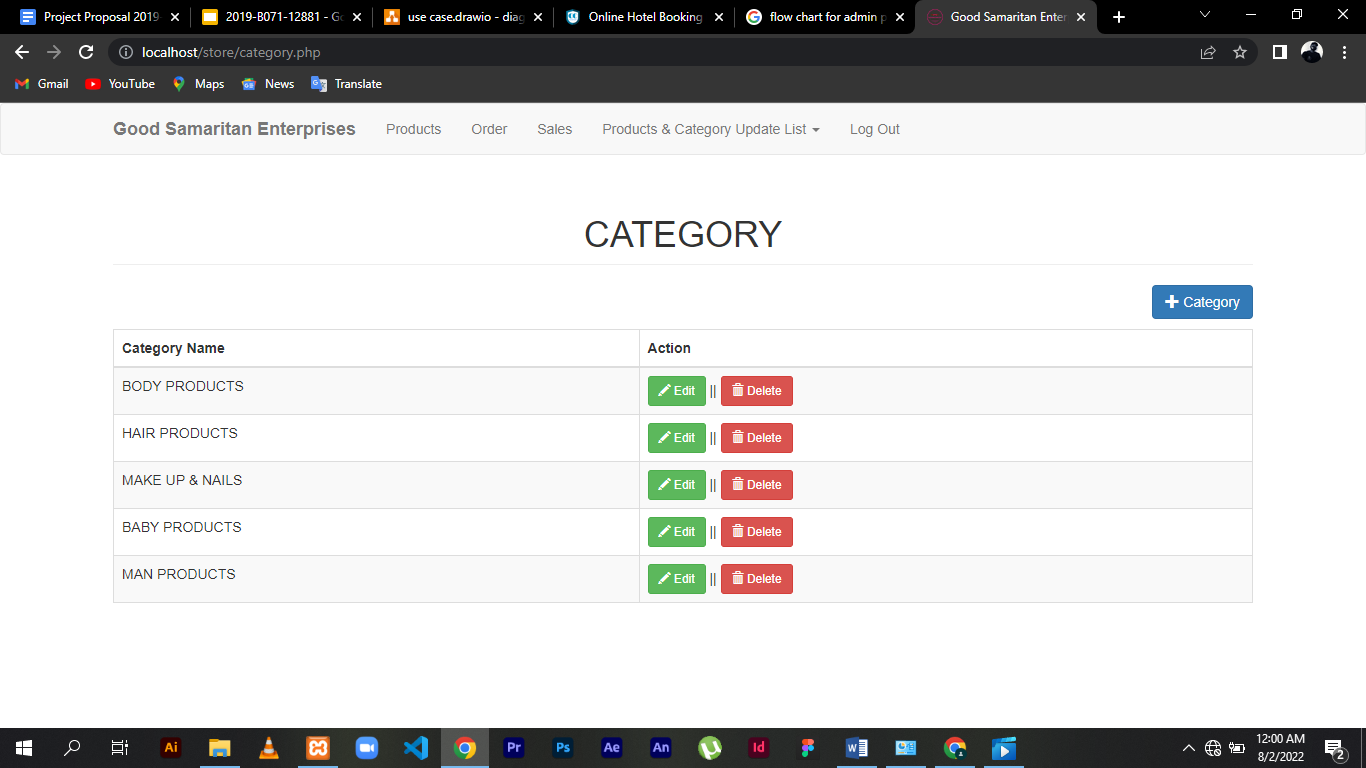 Project Proposal 2019-
2019-B071-12881 - Go
use case.drawio - diag
Online Hotel Booking
flow chart for admin p
Good Samaritan Enter
localhost/store/category.php
Gmail YouTube Maps News Translate
Good Samaritan Enterprises Products Order Sales Products & Category Update List Log Out
CATEGORY
Category
Category Name Action
BODY PRODUCTS Edit || Delete
HAIR PRODUCTS Edit || Delete
MAKE UP & NAILS Edit || Delete
BABY PRODUCTS Edit || Delete
MAN PRODUCTS Edit || Delete
Ai Pr Ps Ae An Id W 12:00 AM
8/2/2022 2